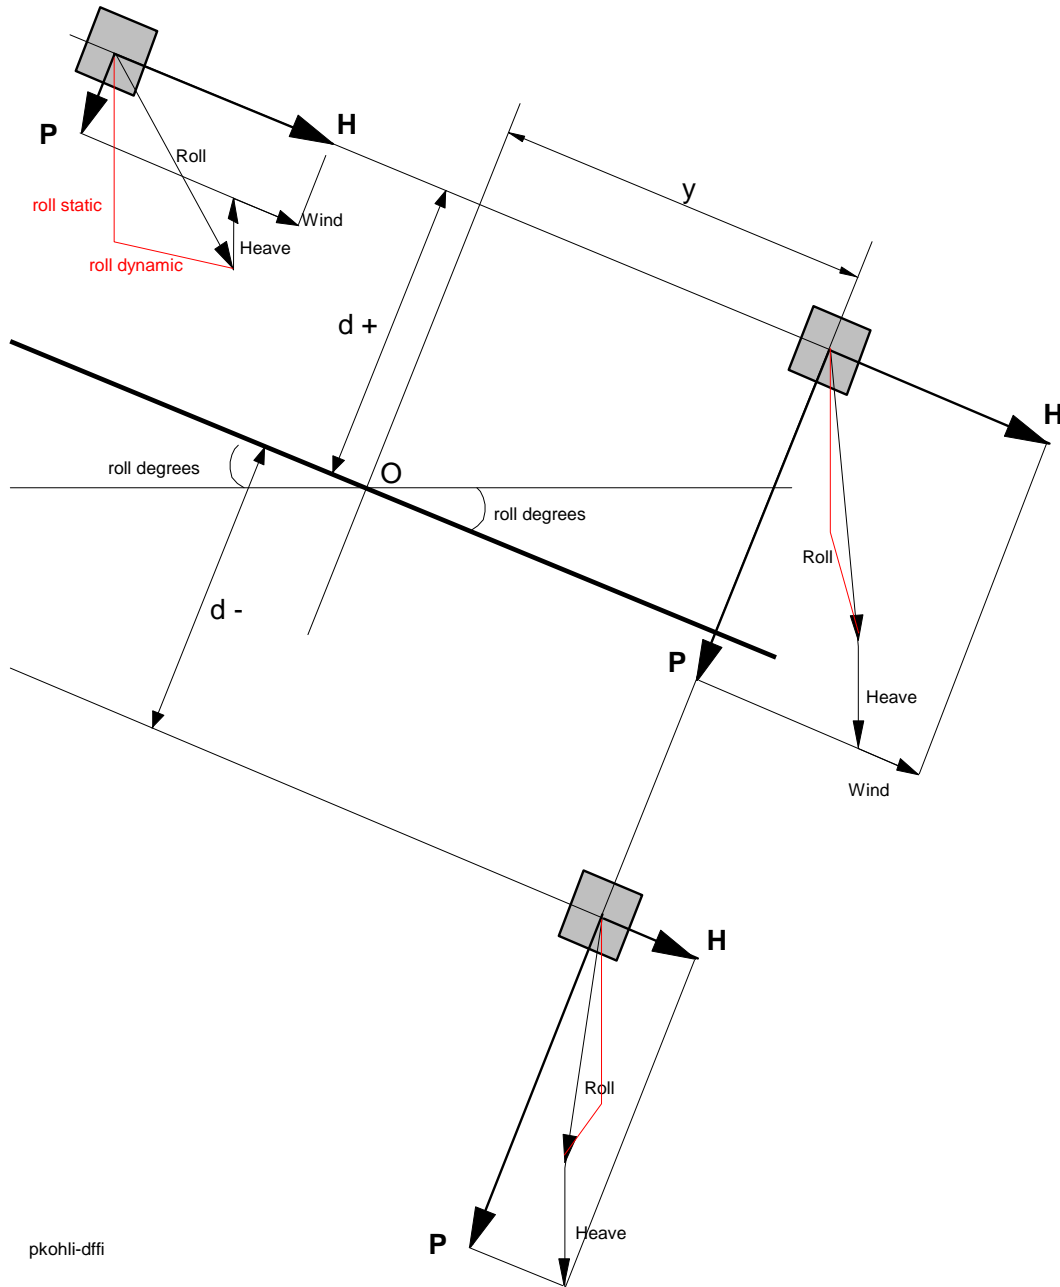 H
P
Roll
y
roll static
Wind
Heave
roll dynamic
d +
H
roll degrees
O
roll degrees
Roll
d -
P
Heave
Wind
H
Roll
Heave
P
pkohli-dffi